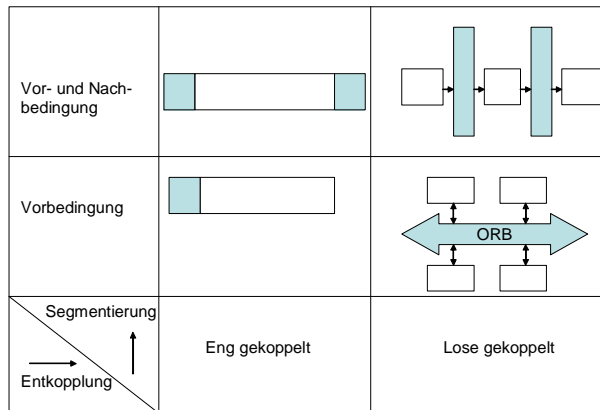 Vor- und Nach-
bedingung
Vorbedingung
ORB
Segmentierung
Entkopplung
Eng gekoppelt
Lose gekoppelt